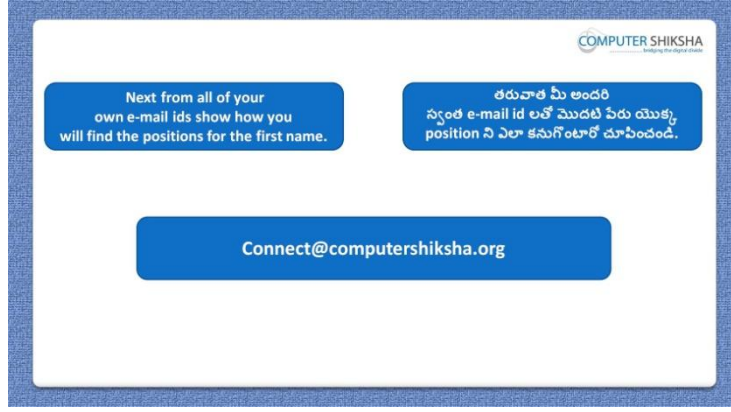 COMPUTER SHIKSHA
bridging the digital divide
Next from all of your
own e-mail ids show how you
will find the positions for the first name.
తరువాత మీ అందరి
స్వంత e-mail id లతో మొదటి పేరు యొక్క
position ని ఎలా కనుగొంటారో చూపించండి.
Connect@computershiksha.org